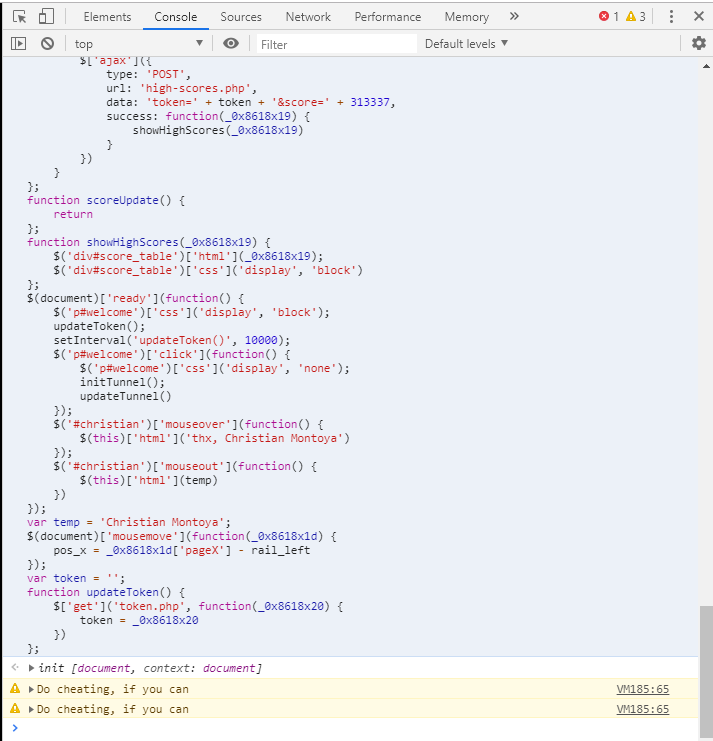 Elements Console Sources Network Performance Memory » 1 3
top ▼ Filter Default levels ▼
$['ajax']({
type: 'POST',
url: 'high-scores.php',
data: 'token=' + token + '&score=' + 313337,
success: function(_0x8618x19) {
showHighScores(_0x8618x19)
}
})
}
};
function scoreUpdate() {
return
};
function showHighScores(_0x8618x19) {
$('div#score_table')['html'](_0x8618x19);
$('div#score_table')['css']('display', 'block')
};
$(document)['ready'](function() {
$('p#welcome')['css']('display', 'block');
updateToken();
setInterval('updateToken()', 10000);
$('p#welcome')['click'](function() {
$('p#welcome')['css']('display', 'none');
initTunnel();
updateTunnel()
});
$('#christian')['mouseover'](function() {
$(this)['html']('thx, Christian Montoya')
});
$('#christian')['mouseout'](function() {
$(this)['html'](temp)
})
});
var temp = 'Christian Montoya';
$(document)['mousemove'](function(_0x8618x1d) {
pos_x = _0x8618x1d['pageX'] - rail_left
});
var token = '';
function updateToken() {
$['get']('token.php', function(_0x8618x20) {
token = _0x8618x20
})
};
init [document, context: document]
Do cheating, if you can VM185:65
Do cheating, if you can VM185:65